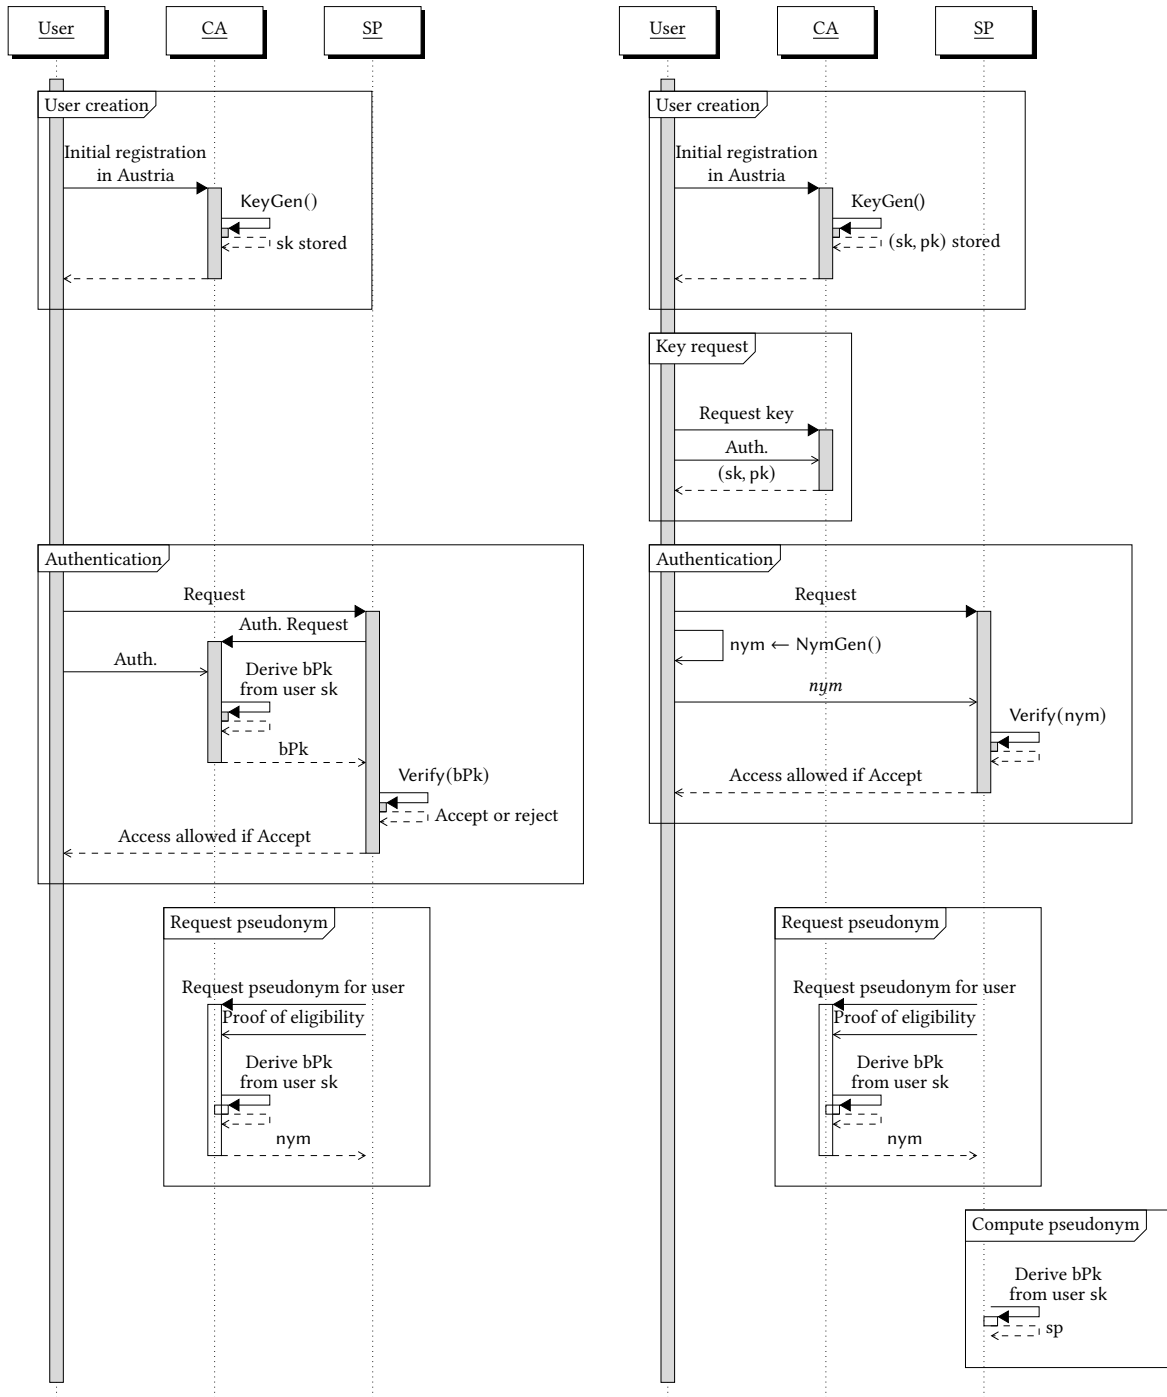 User
CA
SP
User creation
Initial registration
in Austria
KeyGen()
sk stored
Authentication
Request
Auth. Request
Auth.
Derive bPk
from user sk
bPk
Verify(bPk)
Accept or reject
Access allowed if Accept
Request pseudonym
Request pseudonym for user
Proof of eligibility
Derive bPk
from user sk
nym
User
CA
SP
User creation
Initial registration
in Austria
KeyGen()
(sk, pk) stored
Key request
Request key
Auth.
(sk, pk)
Authentication
Request
nym ← NymGen()
nym
Verify(nym)
Access allowed if Accept
Request pseudonym
Request pseudonym for user
Proof of eligibility
Derive bPk
from user sk
nym
Compute pseudonym
Derive bPk
from user sk
sp